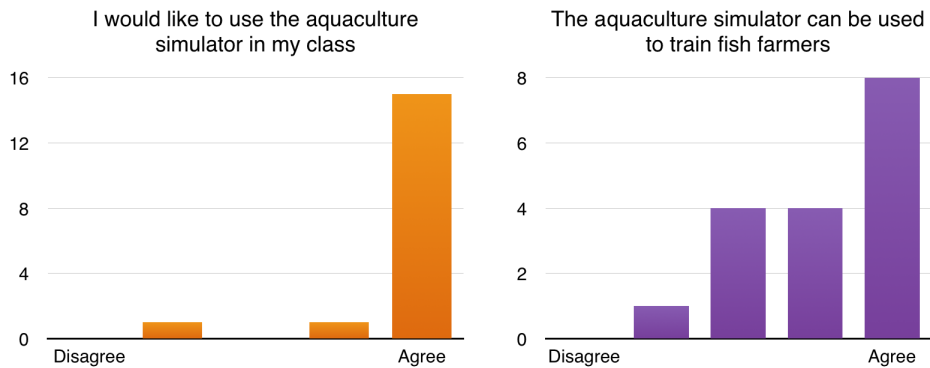 I would like to use the aquaculture
simulator in my class
16
12
8
4
0
Disagree
Agree
The aquaculture simulator can be used
to train fish farmers
8
6
4
2
0
Disagree
Agree